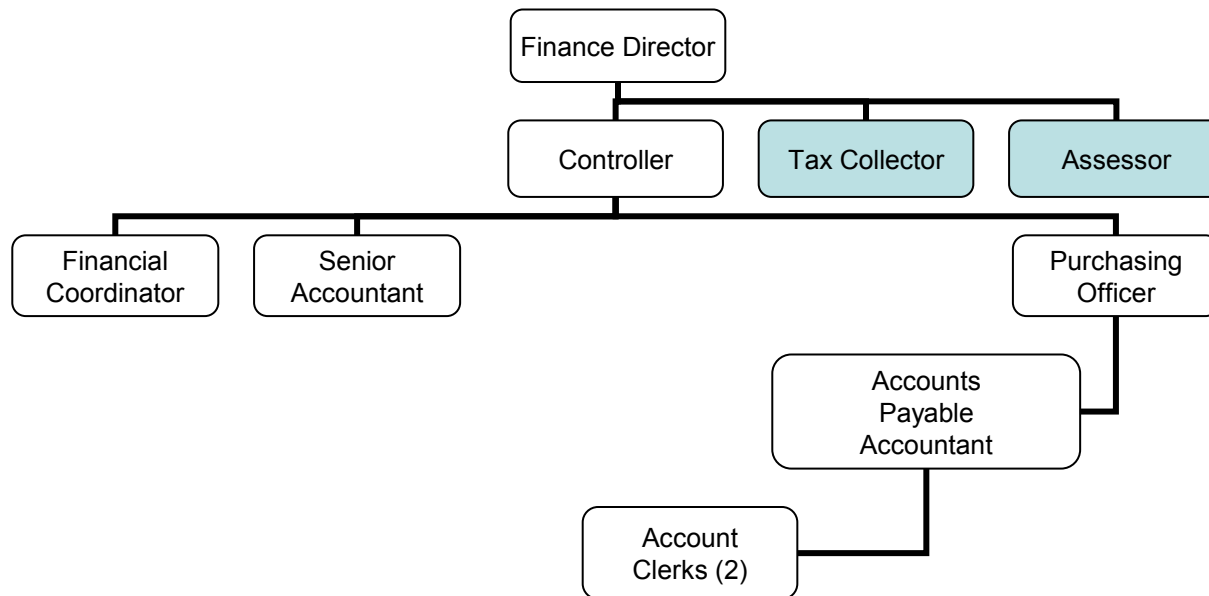 Finance Director
Controller
Tax Collector
Assessor
Financial
Coordinator
Senior
Accountant
Purchasing
Officer
Accounts
Payable
Accountant
Account
Clerks (2)